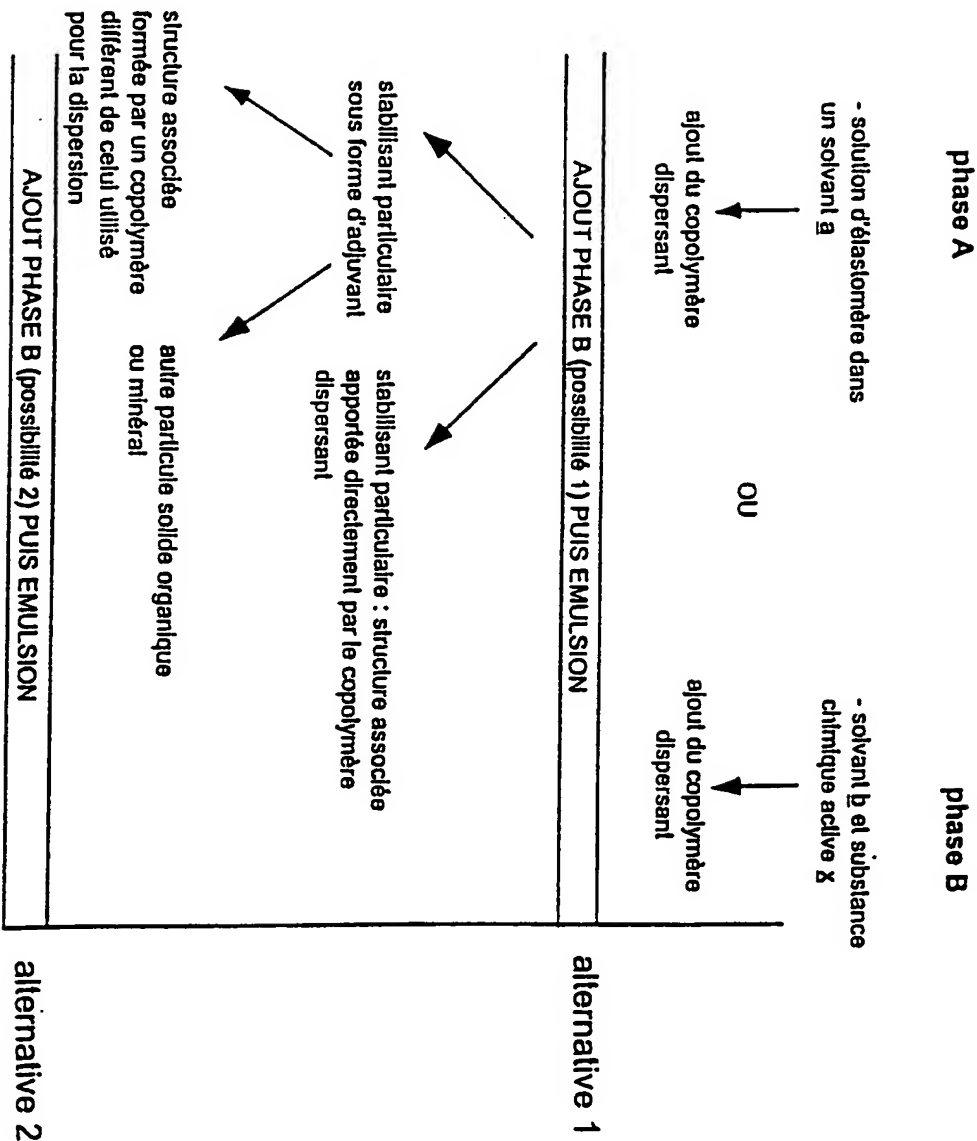 phase A
phase B
- solution d'élastomère dans
un solvant a
- solvant b et substance
chimique active x
ajout du copolymère
dispersant
OU
ajout du copolymère
dispersant
AJOUT PHASE B (possibilité 1) PUIS EMULSION
alternative 1
stabilisant particulaire
sous forme d'adjuvant
stabilisant particulaire : structure associée
apportée directement par le copolymère
dispersant
structure associée
formée par un copolymère
différent de celui utilisé
pour la dispersion
autre particule solide organique
ou minéral
AJOUT PHASE B (possibilité 2) PUIS EMULSION
alternative 2